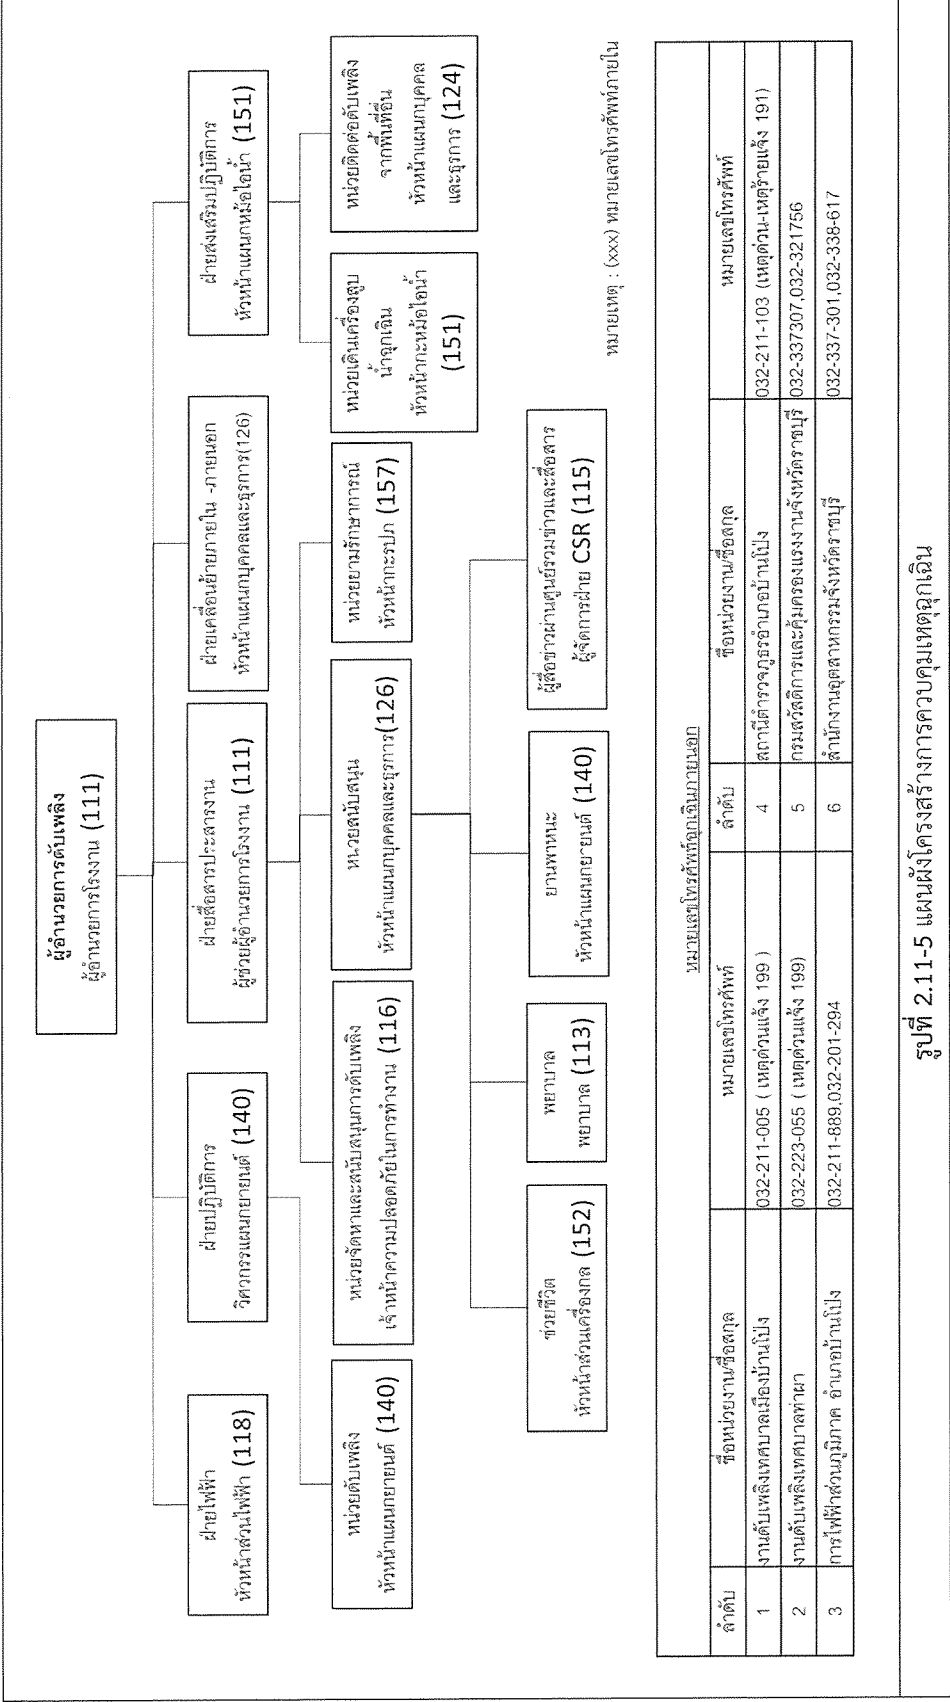 ผู้อำนวยการดับเพลิง
ผู้อำนวยการโรงงาน (111)
ฝ่ายไฟฟ้า
หัวหน้าส่วนไฟฟ้า (118)
ฝ่ายปฏิบัติการ
วิศวกรรแผนกยายนต์ (140)
ฝ่ายสื่อสารประสารงาน
ผู้ช่วยผู้อำนวยการโรงงาน (111)
ฝ่ายเคลื่อนย้ายภายใน -ภายนอก
หัวหน้าแผนกบุคคลและธุรการ(126)
ฝ่ายส่งเสริมปฏิบัติการ
หัวหน้าแผนกหม้อไอน้ำ (151)
หน่วยดับเพลิง
หัวหน้าแผนกยายนต์ (140)
หน่วยจัดหาและสนับสนุนการดับเพลิง
เจ้าหน้าความปลอดภัยในการทำงาน (116)
หนวยสนับสนุน
หัวหน้าแผนกบุคคลและธุรการ(126)
หน่วยยามรักษาการณ์
หัวหน้ากะรปภ (157)
หน่วยเดินเครื่องสูบ
น้ำฉุกเฉิน
หัวหน้ากะหม้อไอน้ำ
(151)
หน่วยติดต่อดับเพลิง
จากพื้นที่อื่น
หัวหน้าแผนกบุคคล
และธุรการ (124)
ช่วยชีวิต
หัวหน้าส่วนเครื่องกล (152)
พยาบาล
พยาบาล (113)
ยานพาหนะ
หัวหน้าแผนกยายนต์ (140)
ผู้สื่อข่าวผ่านศูนย์รวมข่าวและสื่อสาร
ผู้จัดการฝ่าย CSR (115)
หมายเหตุ : (xxx) หมายเลขโทรศัพท์ภายใน
หมายเลขโทรศัพท์ฉุกเฉินภายนอก
ลำดับ ชื่อหน่วยงาน/ชื่อสกุล หมายเลขโทรศัพท์ ลำดับ ชื่อหน่วยงาน/ชื่อสกุล หมายเลขโทรศัพท์
1 งานดับเพลิงเทศบาลเมืองบ้านโป่ง 032-211-005 ( เหตุด่วนแจ้ง 199 ) 4 สถานีตำรวจภูธรอำเภอบ้านโป่ง 032-211-103 (เหตุด่วน-เหตุร้ายแจ้ง 191)
2 งานดับเพลิงเทศบาลท่าผา 032-223-055 ( เหตุด่วนแจ้ง 199) 5 กรมสวัสดิการและคุ้มครองแรงงานจังหวัดราชบุรี 032-337307,032-321756
3 การไฟฟ้าส่วนภูมิภาค อำเภอบ้านโป่ง 032-211-889,032-201-294 6 สำนักงานอุตสาหกรรมจังหวัดราชบุรี 032-337-301,032-338-617
รูปที่ 2.11-5 แผนผังโครงสร้างการควบคุมเหตุฉุกเฉิน